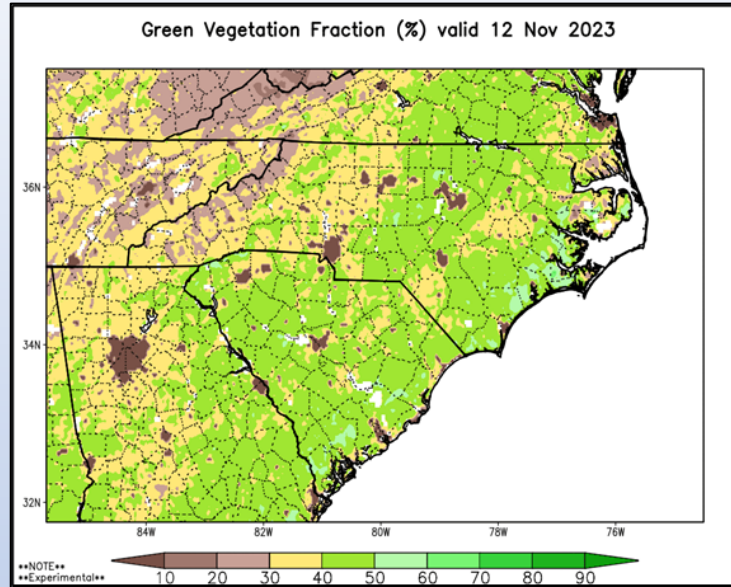 Green Vegetation Fraction (%) valid 12 Nov 2023
36N
34N
32N
84W 82W 80W 78W 76W
**NOTE**
**Experimental**
10 20 30 40 50 60 70 80 90